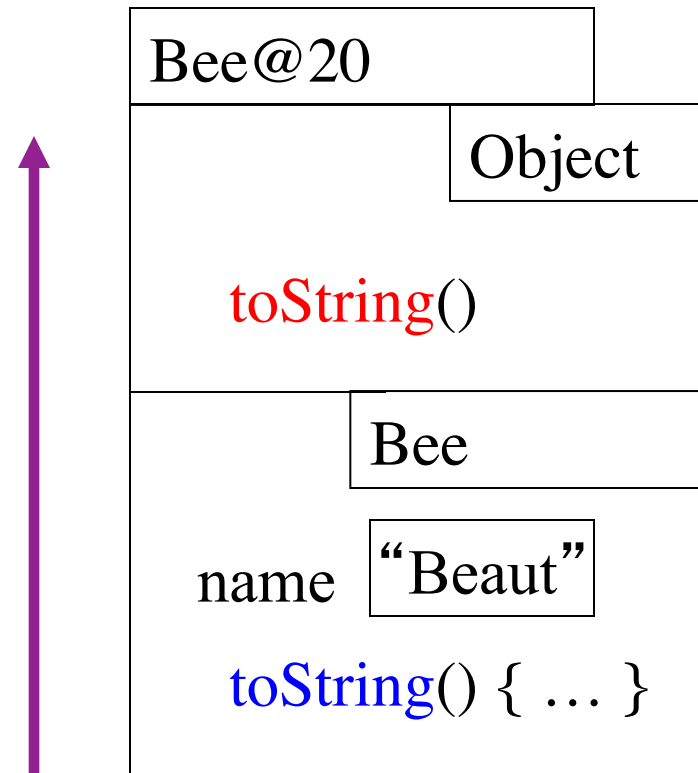 Bee@20
Object
toString()
Bee
name “Beaut”
toString() { … }